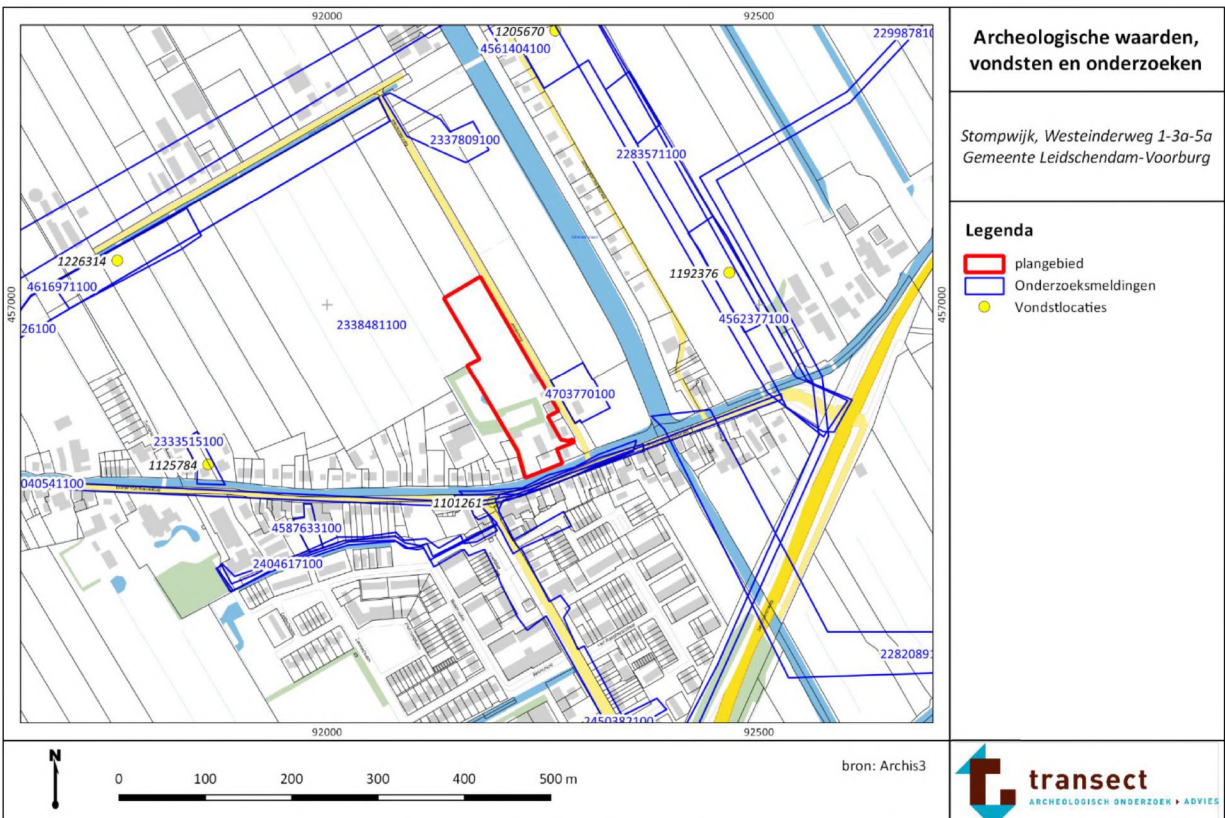 92000
92500
1205670
4561404100
229987810
2337809100
2283571100
1226314
4616971100
26100
1192376
4562377100
457000
457000
2338481100
4703770100
2333515100
1125784
040541100
1101261
4587633100
2404617100
22820891
2450382100
92000
92500
Archeologische waarden,
vondsten en onderzoeken
Stompwijk, Westeinderweg 1-3a-5a
Gemeente Leidschendam-Voorburg
Legenda
plangebied
Onderzoeksmeldingen
Vondstlocaties
N
0 100 200 300 400 500 m
bron: Archis3
transect
ARCHEOLOGISCH ONDERZOEK ▸ ADVIES